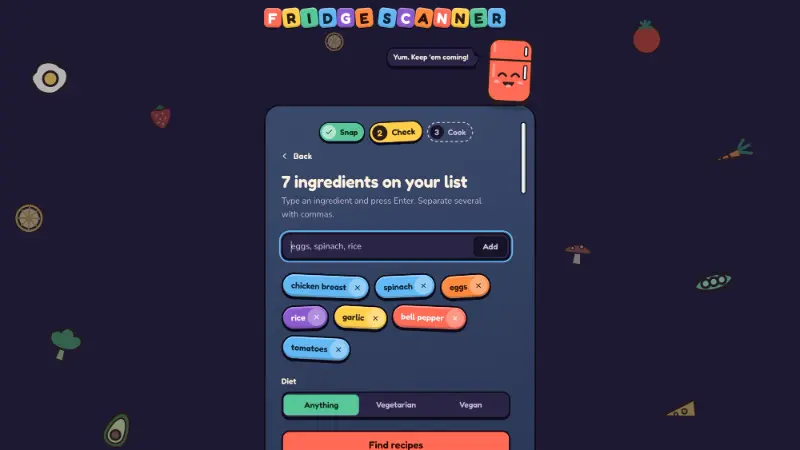 FRIDGE SCANNER
Yum. Keep 'em coming!
Snap
2 Check
3 Cook
Back
7 ingredients on your list
Type an ingredient and press Enter. Separate several
with commas.
eggs, spinach, rice
Add
chicken breast ×
spinach ×
eggs ×
rice ×
garlic ×
bell pepper ×
tomatoes ×
Diet
Anything
Vegetarian
Vegan
Find recipes